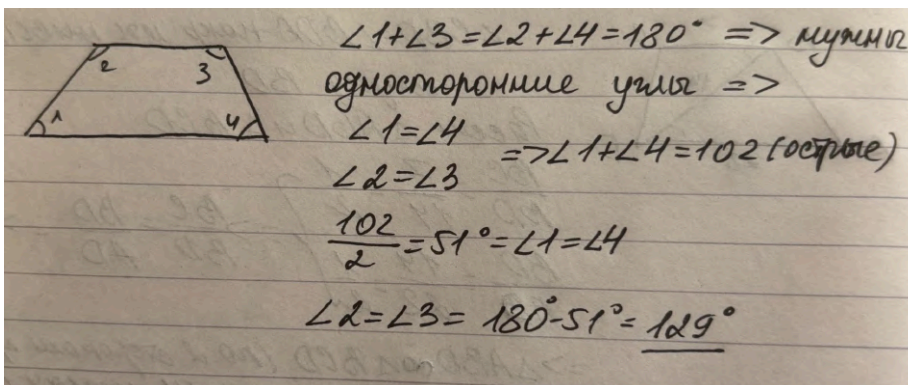 ∠1+∠3=∠2+∠4=180° => нужны
односторонние углы =>
∠1=∠4
=>∠1+∠4=102 (острые)
∠2=∠3
102/2=51°=∠1=∠4
∠2=∠3= 180°-51°= 129°
1
2
3
4